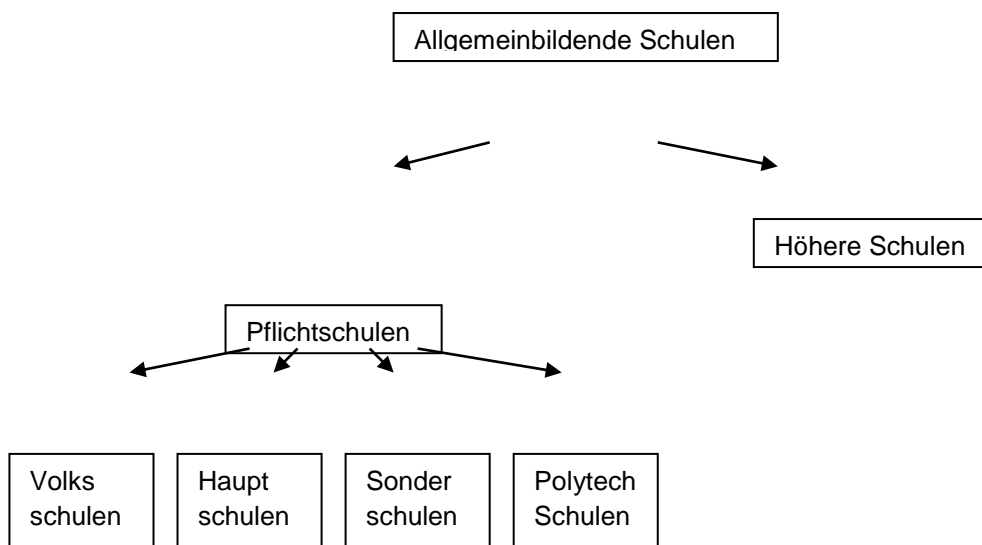 Allgemeinbildende Schulen
Höhere Schulen
Pflichtschulen
Volks
schulen
Haupt
schulen
Sonder
schulen
Polytech
Schulen